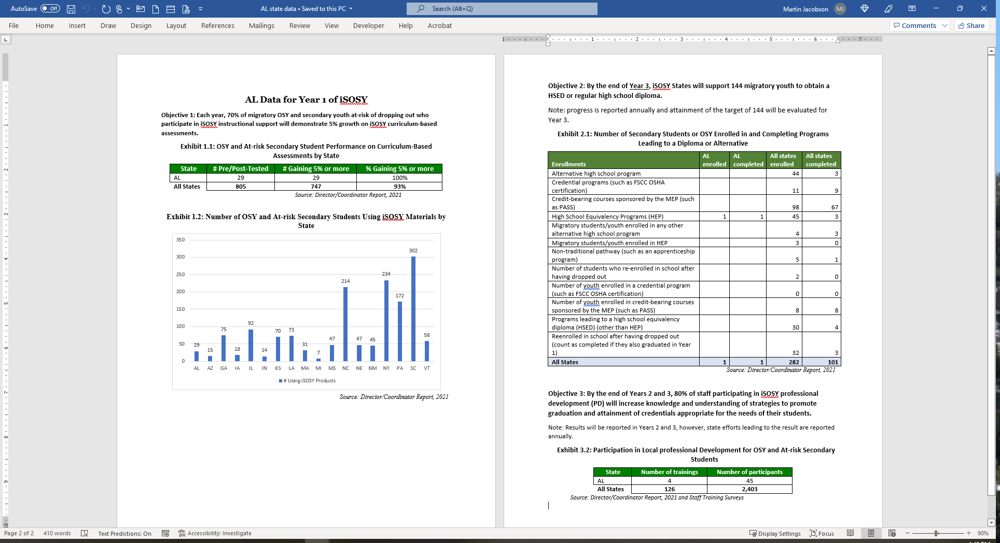 AutoSave Off AL state data • Saved to this PC Search (Alt+Q) Martin Jacobson MJ
File Home Insert Draw Design Layout References Mailings Review View Developer Help Acrobat Comments Share
1 1 2 3 4 5 6 7
AL Data for Year 1 of iSOSY
Objective 1: Each year, 70% of migratory OSY and secondary youth at-risk of dropping out who
participate in iSOSY instructional support will demonstrate 5% growth on iSOSY curriculum-based
assessments.
Exhibit 1.1: OSY and At-risk Secondary Student Performance on Curriculum-Based
Assessments by State
State # Pre/Post-Tested # Gaining 5% or more % Gaining 5% or more
AL 29 29 100%
All States 805 747 93%
Source: Director/Coordinator Report, 2021
Exhibit 1.2: Number of OSY and At-risk Secondary Students Using iSOSY Materials by
State
350
300
250
200
150
100
50
0
29 15 75 18 92 14 70 73 31 7 47 214 47 45 234 172 302 58
AL AZ GA IA IL IN KS LA MA MI MS NC NE NM NY PA SC VT
# Using iSOSY Products
Source: Director/Coordinator Report, 2021
Objective 2: By the end of Year 3, iSOSY States will support 144 migratory youth to obtain a
HSED or regular high school diploma.
Note: progress is reported annually and attainment of the target of 144 will be evaluated for
Year 3.
Exhibit 2.1: Number of Secondary Students or OSY Enrolled in and Completing Programs
Leading to a Diploma or Alternative
AL AL All states All states
Enrollments enrolled completed enrolled completed
Alternative high school program 44 3
Credential programs (such as FSCC OSHA
certification) 11 9
Credit-bearing courses sponsored by the MEP (such
as PASS) 98 67
High School Equivalency Programs (HEP) 1 1 45 3
Migratory students/youth enrolled in any other
alternative high school program 4 3
Migratory students/youth enrolled in HEP 3 0
Non-traditional pathway (such as an apprenticeship
program) 5 1
Number of students who re-enrolled in school after
having dropped out 2 0
Number of youth enrolled in a credential program
(such as FSCC OSHA certification) 0 0
Number of youth enrolled in credit-bearing courses
sponsored by the MEP (such as PASS) 8 8
Programs leading to a high school equivalency
diploma (HSED) (other than HEP) 30 4
Reenrolled in school after having dropped out
(count as completed if they also graduated in Year
1) 32 3
All States 1 1 282 101
Source: Director/Coordinator Report, 2021
Objective 3: By the end of Years 2 and 3, 80% of staff participating in iSOSY professional
development (PD) will increase knowledge and understanding of strategies to promote
graduation and attainment of credentials appropriate for the needs of their students.
Note: Results will be reported in Years 2 and 3, however, state efforts leading to the result are reported
annually.
Exhibit 3.2: Participation in Local professional Development for OSY and At-risk Secondary
Students
State Number of trainings Number of participants
AL 4 45
All States 126 2,403
Source: Director/Coordinator Report, 2021 and Staff Training Surveys
Page 2 of 2 410 words Text Predictions: On Accessibility: Investigate Display Settings Focus 90%